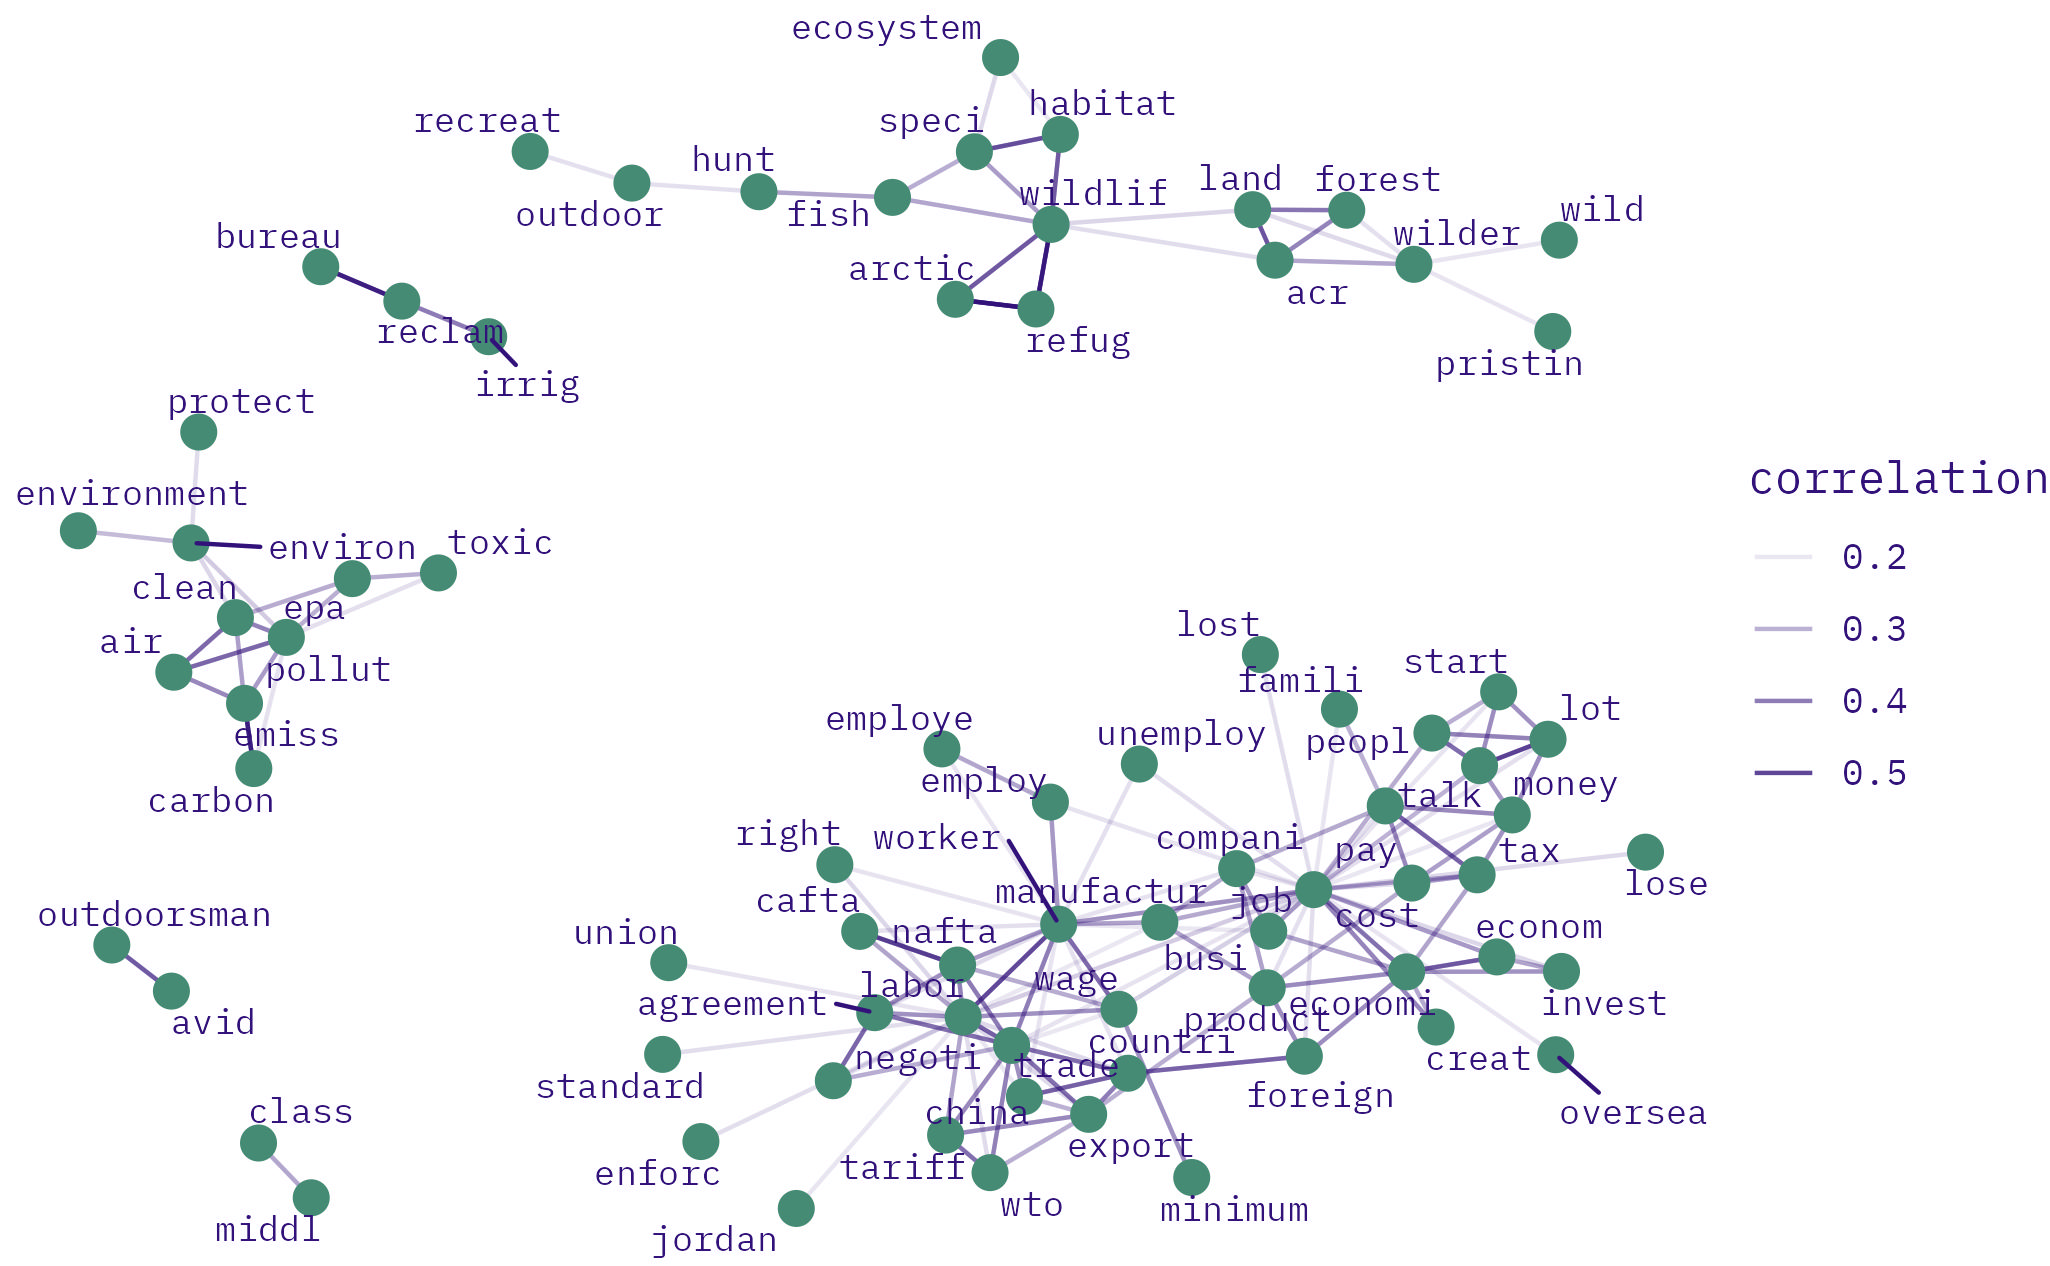 ecosystem
habitat
recreat
speci
hunt
wildlif
land
forest
outdoor
fish
wild
bureau
wilder
arctic
acr
reclam
refug
pristin
irrig
protect
correlation
environment
0.2
environ
toxic
clean
epa
0.3
lost
air
start
pollut
famili
0.4
employe
lot
emiss
unemploy
peopl
0.5
carbon
employ
talk
money
right
worker
compani
pay
tax
cafta
manufactur
job
lose
outdoorsman
union
nafta
cost
econom
busi
labor
wage
agreement
economi
invest
avid
product
countri
negoti
trade
creat
standard
foreign
class
china
oversea
export
enforc
tariff
middl
wto
minimum
jordan